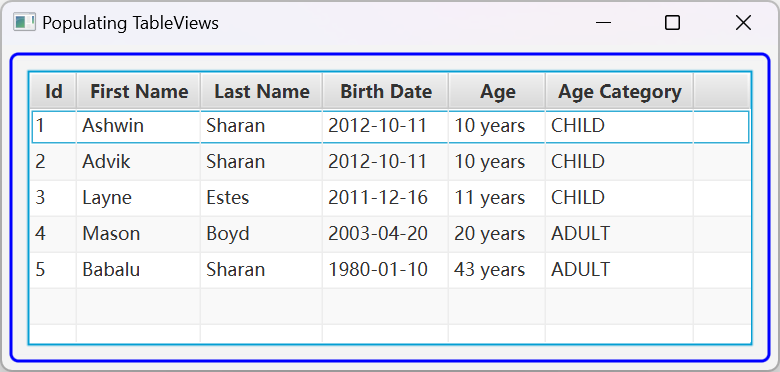 Populating TableViews
Id First Name Last Name Birth Date Age Age Category
1 Ashwin Sharan 2012-10-11 10 years CHILD
2 Advik Sharan 2012-10-11 10 years CHILD
3 Layne Estes 2011-12-16 11 years CHILD
4 Mason Boyd 2003-04-20 20 years ADULT
5 Babalu Sharan 1980-01-10 43 years ADULT